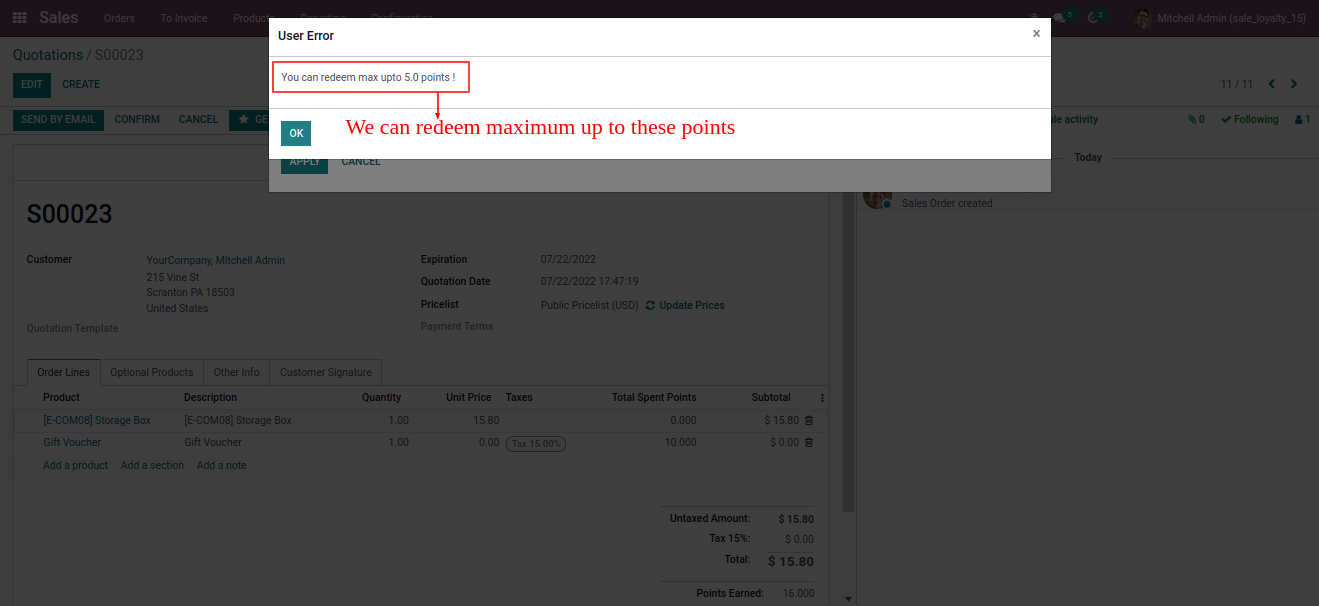 Sales Orders To Invoice Products Reporting Configuration 5 2 Mitchell Admin (sale_loyalty_15)
Quotations / S00023
EDIT CREATE
11 / 11
SEND BY EMAIL CONFIRM CANCEL
activity
0 Following 1
User Error ×
You can redeem max upto 5.0 points !
We can redeem maximum up to these points
OK
APPLY CANCEL
Today
Sales Order created
S00023
Customer YourCompany, Mitchell Admin
215 Vine St
Scranton PA 18503
United States
Quotation Template
Expiration 07/22/2022
Quotation Date 07/22/2022 17:47:19
Pricelist Public Pricelist (USD) Update Prices
Payment Terms
Order Lines Optional Products Other Info Customer Signature
Product Description Quantity Unit Price Taxes Total Spent Points Subtotal
[E-COM08] Storage Box [E-COM08] Storage Box 1.00 15.80 0.000 $ 15.80
Gift Voucher Gift Voucher 1.00 0.00 Tax 15.00% 10.000 $ 0.00
Add a product Add a section Add a note
Untaxed Amount: $ 15.80
Tax 15%: $ 0.00
Total: $ 15.80
Points Earned: 16.000